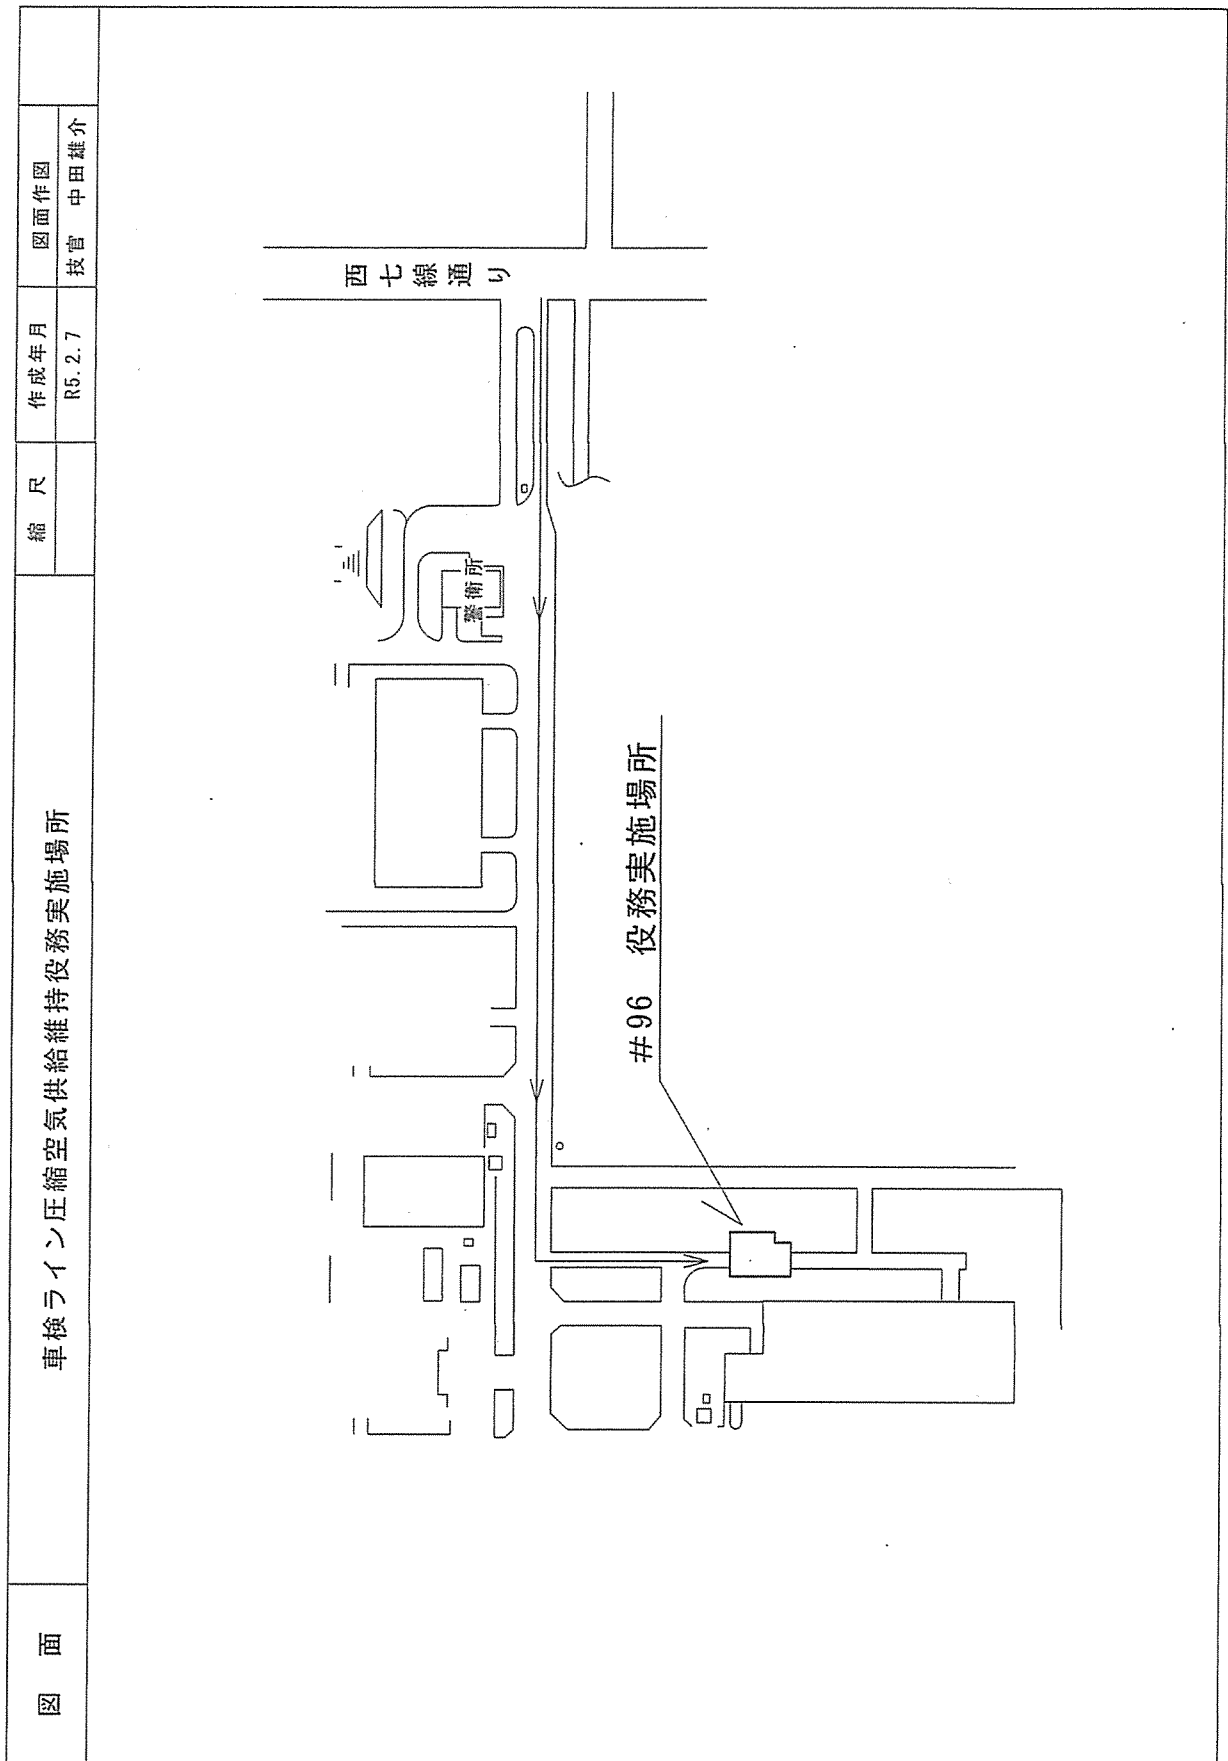 図 面
車検ライン圧縮空気供給維持役務実施場所
縮 尺
作成年月
R5.2.7
図面作図
技官 中田雄介
西七線通り
警衛所
#96 役務実施場所